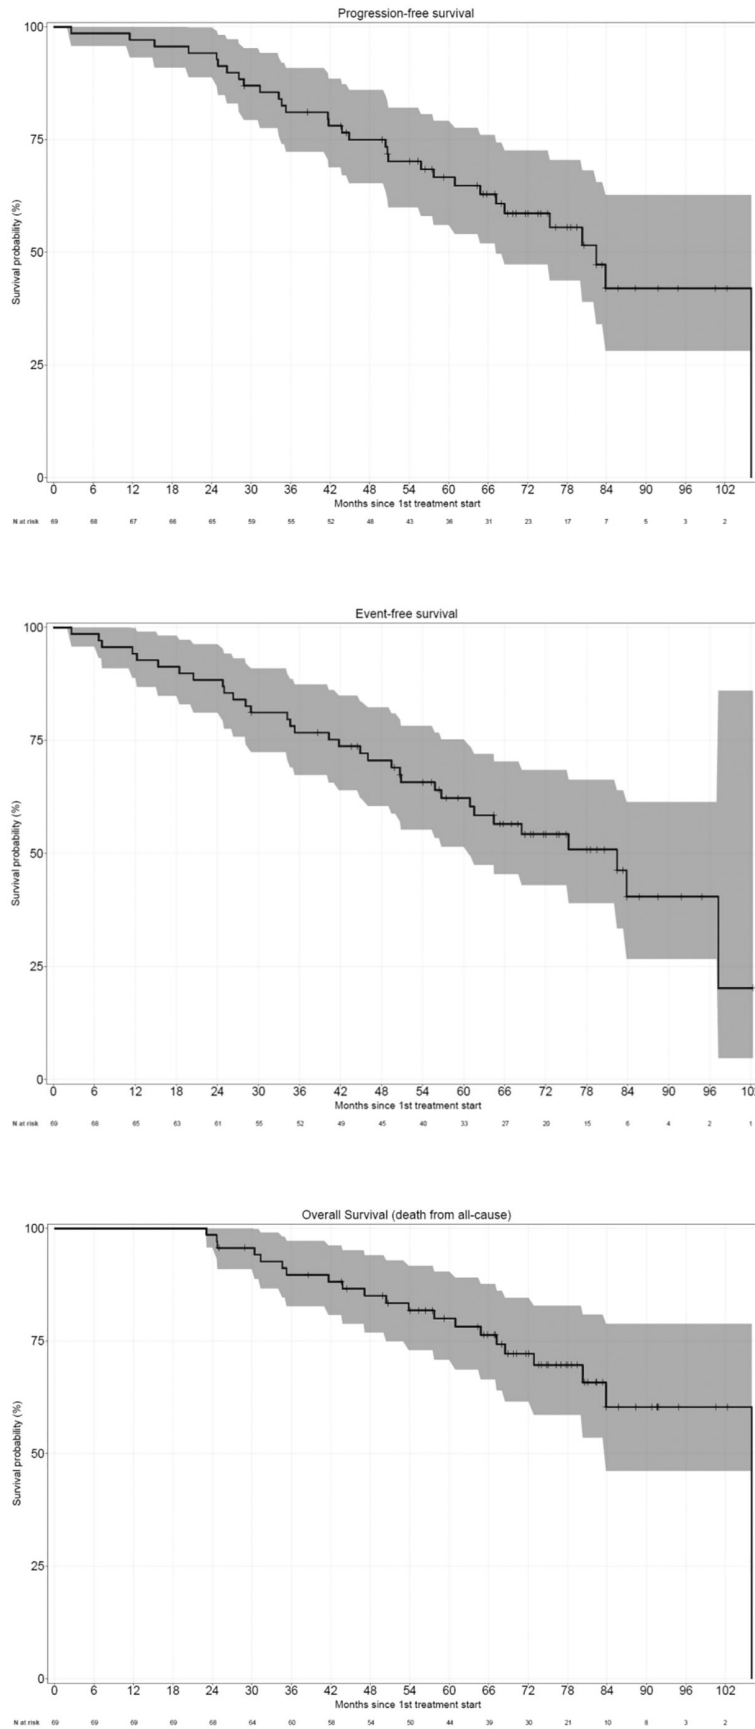 Progression-free survival
100
75
50
25
0
Survival probability (%)
0 6 12 18 24 30 36 42 48 54 60 66 72 78 84 90 96 102
Months since 1st treatment start
N at risk 69 68 67 66 65 59 55 52 48 43 36 31 23 17 7 5 3 2
Event-free survival
100
75
50
25
0
Survival probability (%)
0 6 12 18 24 30 36 42 48 54 60 66 72 78 84 90 96 10
Months since 1st treatment start
N at risk 69 68 65 63 61 55 52 49 45 40 33 27 20 15 6 4 2 1
Overall Survival (death from all-cause)
100
75
50
25
0
Survival probability (%)
0 6 12 18 24 30 36 42 48 54 60 66 72 78 84 90 96 102
Months since 1st treatment start
N at risk 69 69 69 69 68 64 60 58 54 50 44 39 30 21 10 8 3 2